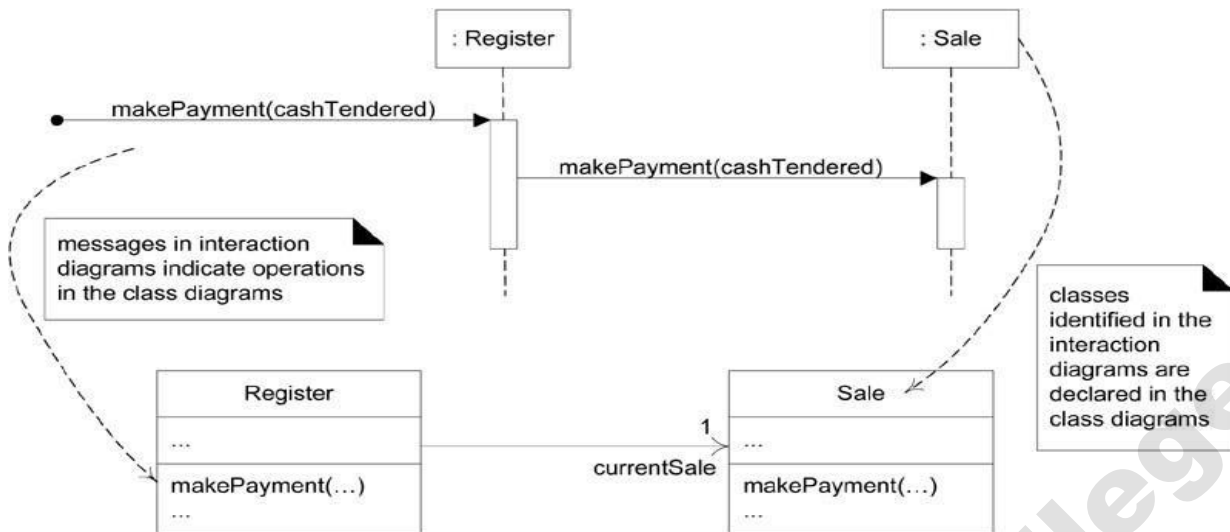 : Register
: Sale
makePayment(cashTendered)
makePayment(cashTendered)
messages in interaction
diagrams indicate operations
in the class diagrams
classes
identified in the
interaction
diagrams are
declared in the
class diagrams
Register
Sale
...
1
...
currentSale
makePayment(...)
makePayment(...)
...
...